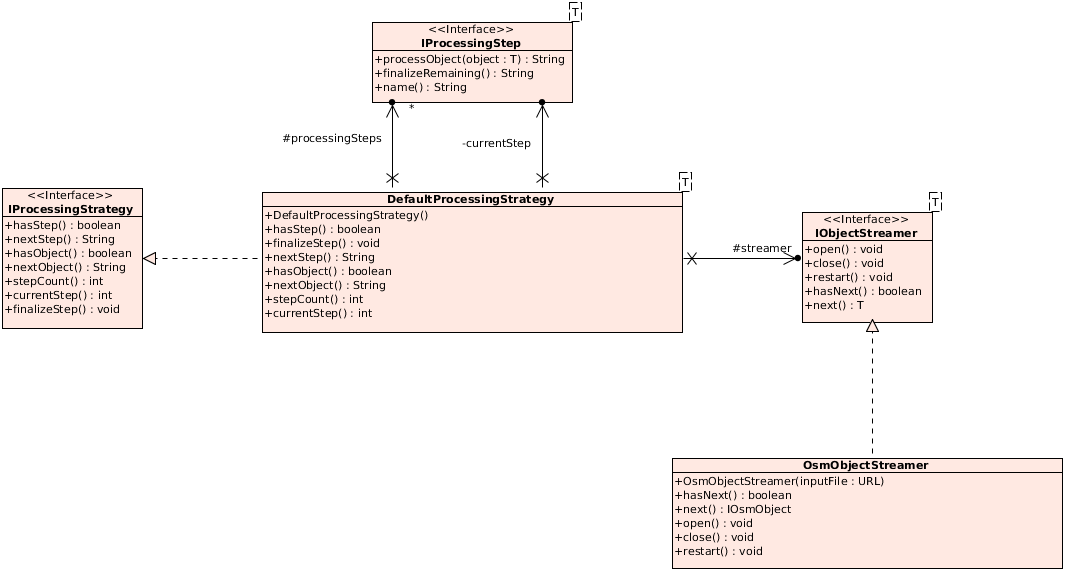 T
<<Interface>>
IProcessingStep
+processObject(object : T) : String
+finalizeRemaining() : String
+name() : String
*
#processingSteps
-currentStep
<<Interface>>
IProcessingStrategy
+hasStep() : boolean
+nextStep() : String
+hasObject() : boolean
+nextObject() : String
+stepCount() : int
+currentStep() : int
+finalizeStep() : void
T
DefaultProcessingStrategy
+DefaultProcessingStrategy()
+hasStep() : boolean
+finalizeStep() : void
+nextStep() : String
+hasObject() : boolean
+nextObject() : String
+stepCount() : int
+currentStep() : int
#streamer
T
<<Interface>>
IObjectStreamer
+open() : void
+close() : void
+restart() : void
+hasNext() : boolean
+next() : T
OsmObjectStreamer
+OsmObjectStreamer(inputFile : URL)
+hasNext() : boolean
+next() : IOsmObject
+open() : void
+close() : void
+restart() : void